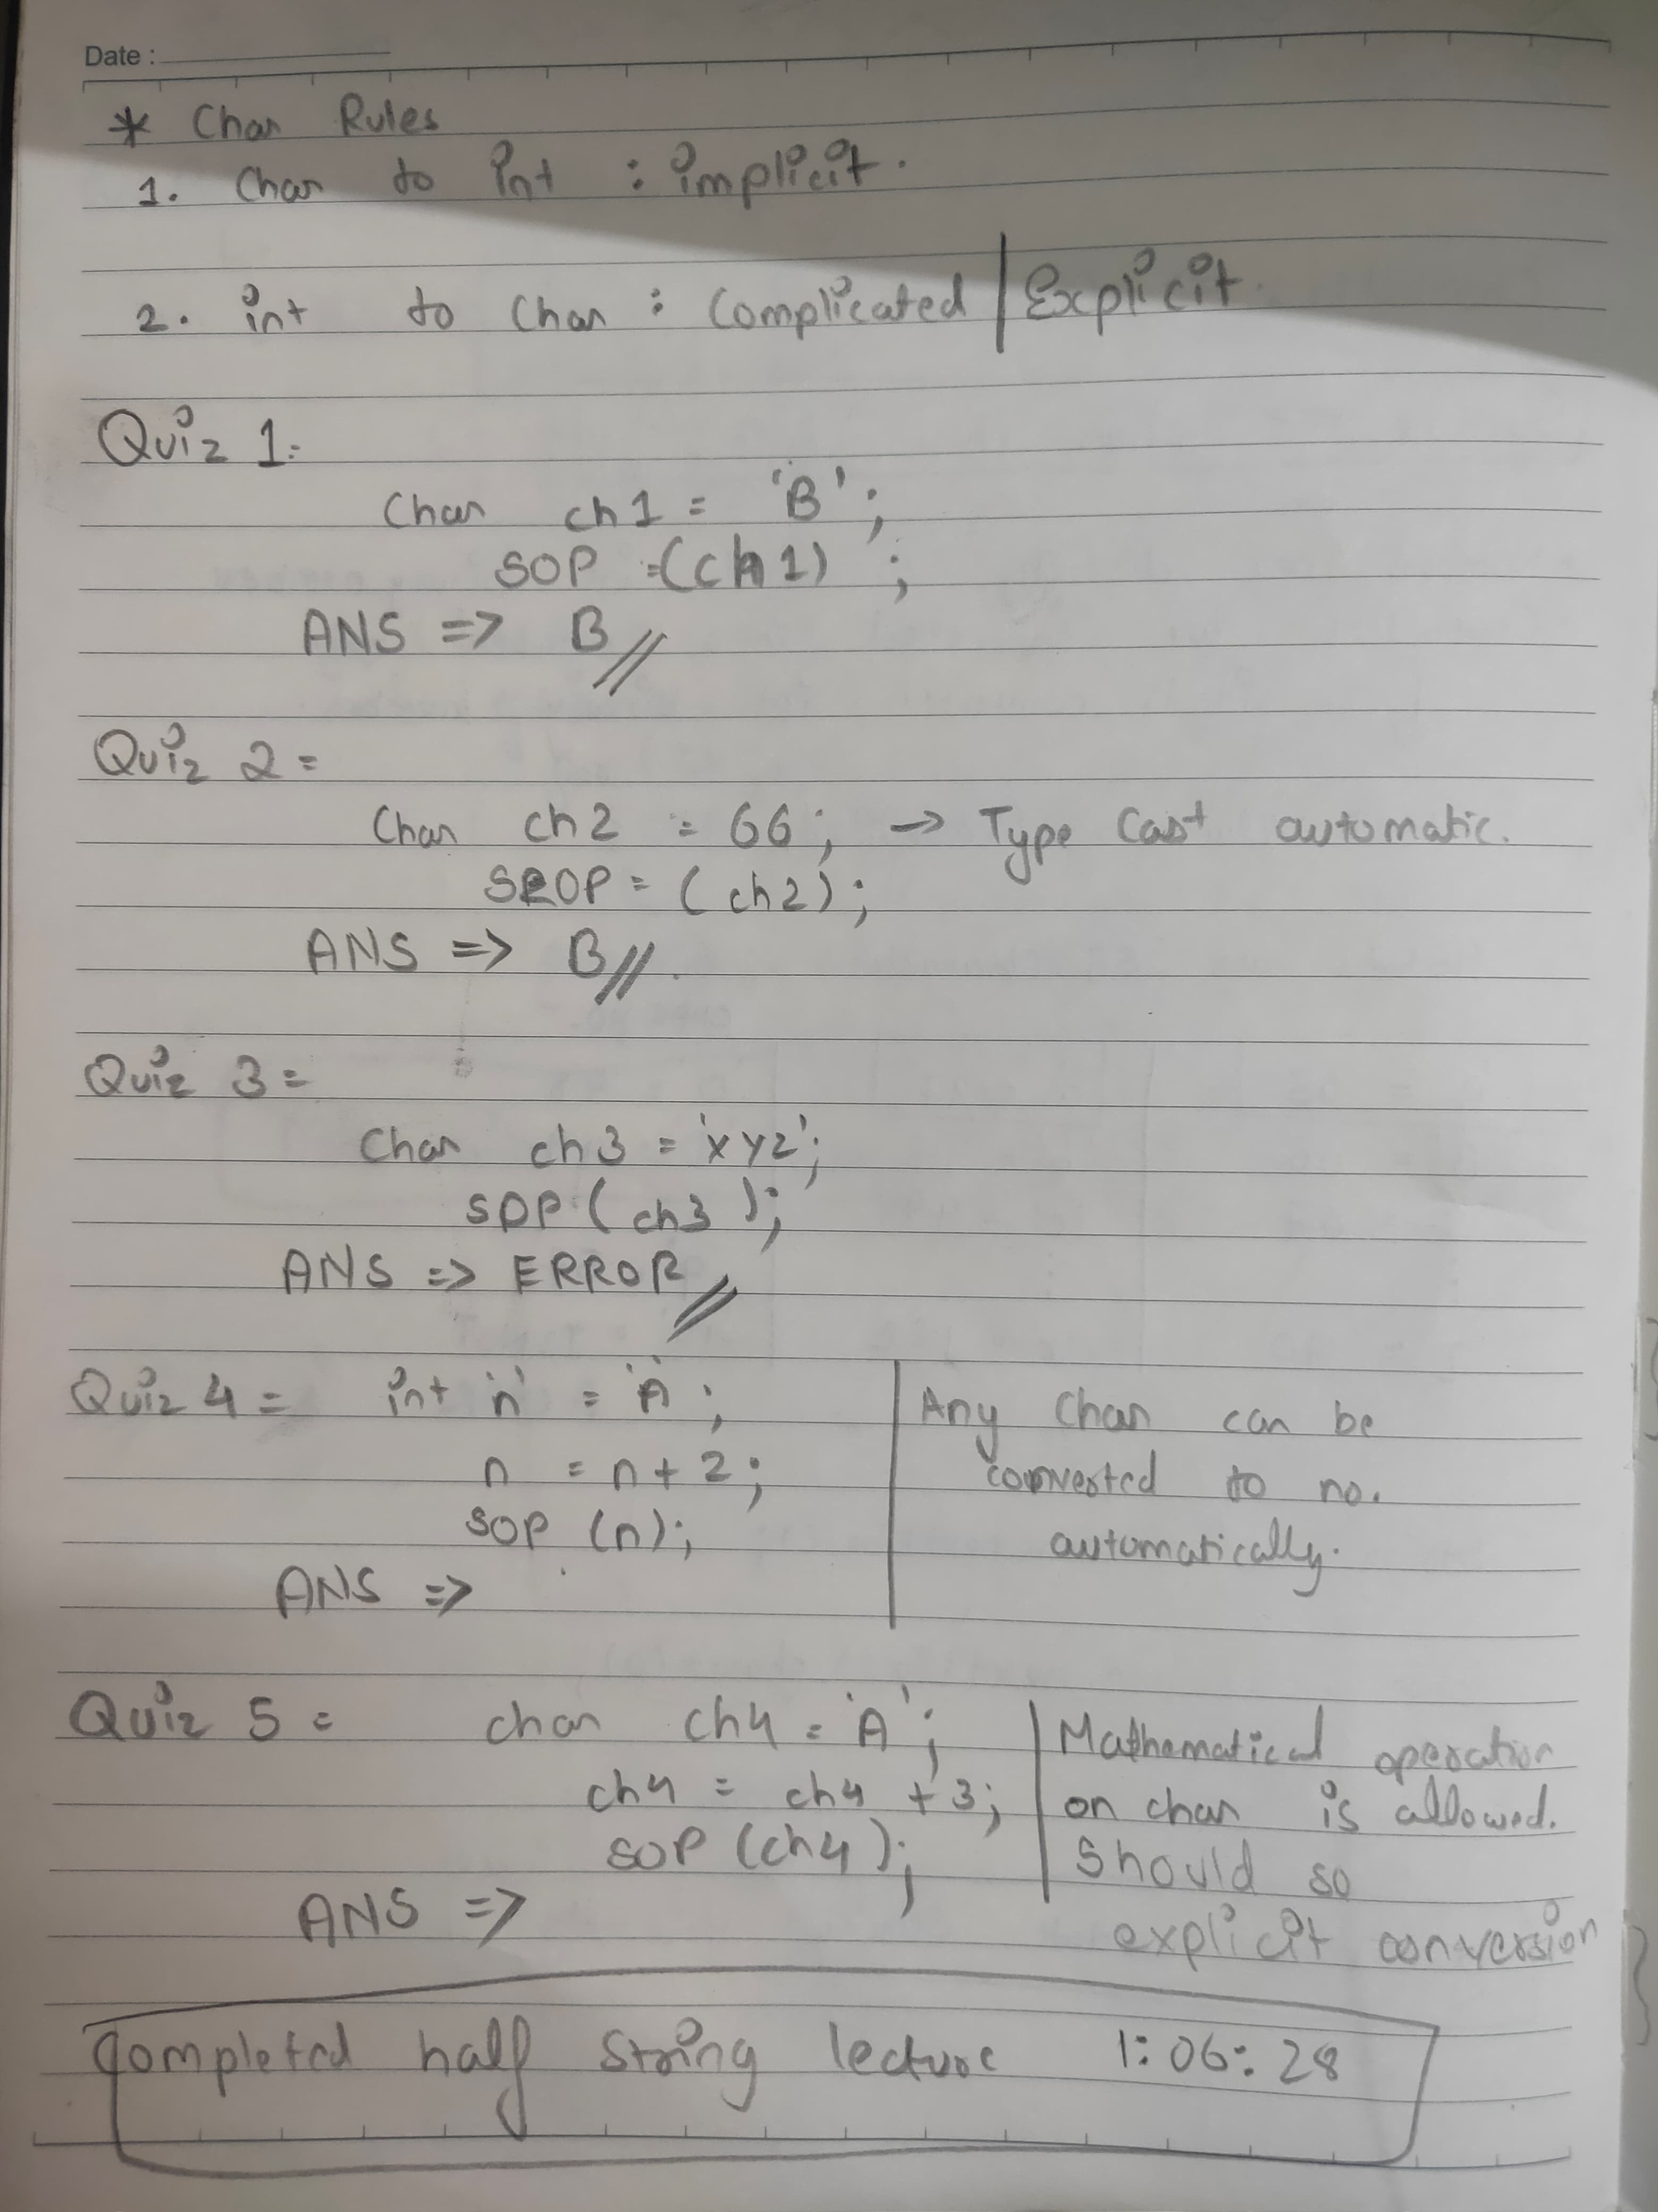 Date :
* Char Rules
1. Char to int : implicit.
2. int to Char : Complicated | Explicit
Quiz 1.
Char ch1 = 'B' ;
SOP =(ch1) ;
ANS => B //
Quiz 2 =
Char ch2 = 66 ; -> Type Cast automatic.
SOP = ( ch2) ;
ANS => B //.
Quiz 3 =
Char ch3 = 'xyz' ;
SOP ( ch3 );
ANS => ERROR //
Quiz 4 = int 'n' = 'A' ;
n = n + 2 ;
SOP (n);
ANS =>
Any Char can be
converted to no.
automatically.
Quiz 5 = char ch4 = 'A' ;
ch4 = ch4 + 3;
SOP (ch4);
ANS =>
Mathematical operation
on char is allowed.
Should so
explicit conversion
Completed half String lecture 1:06:28